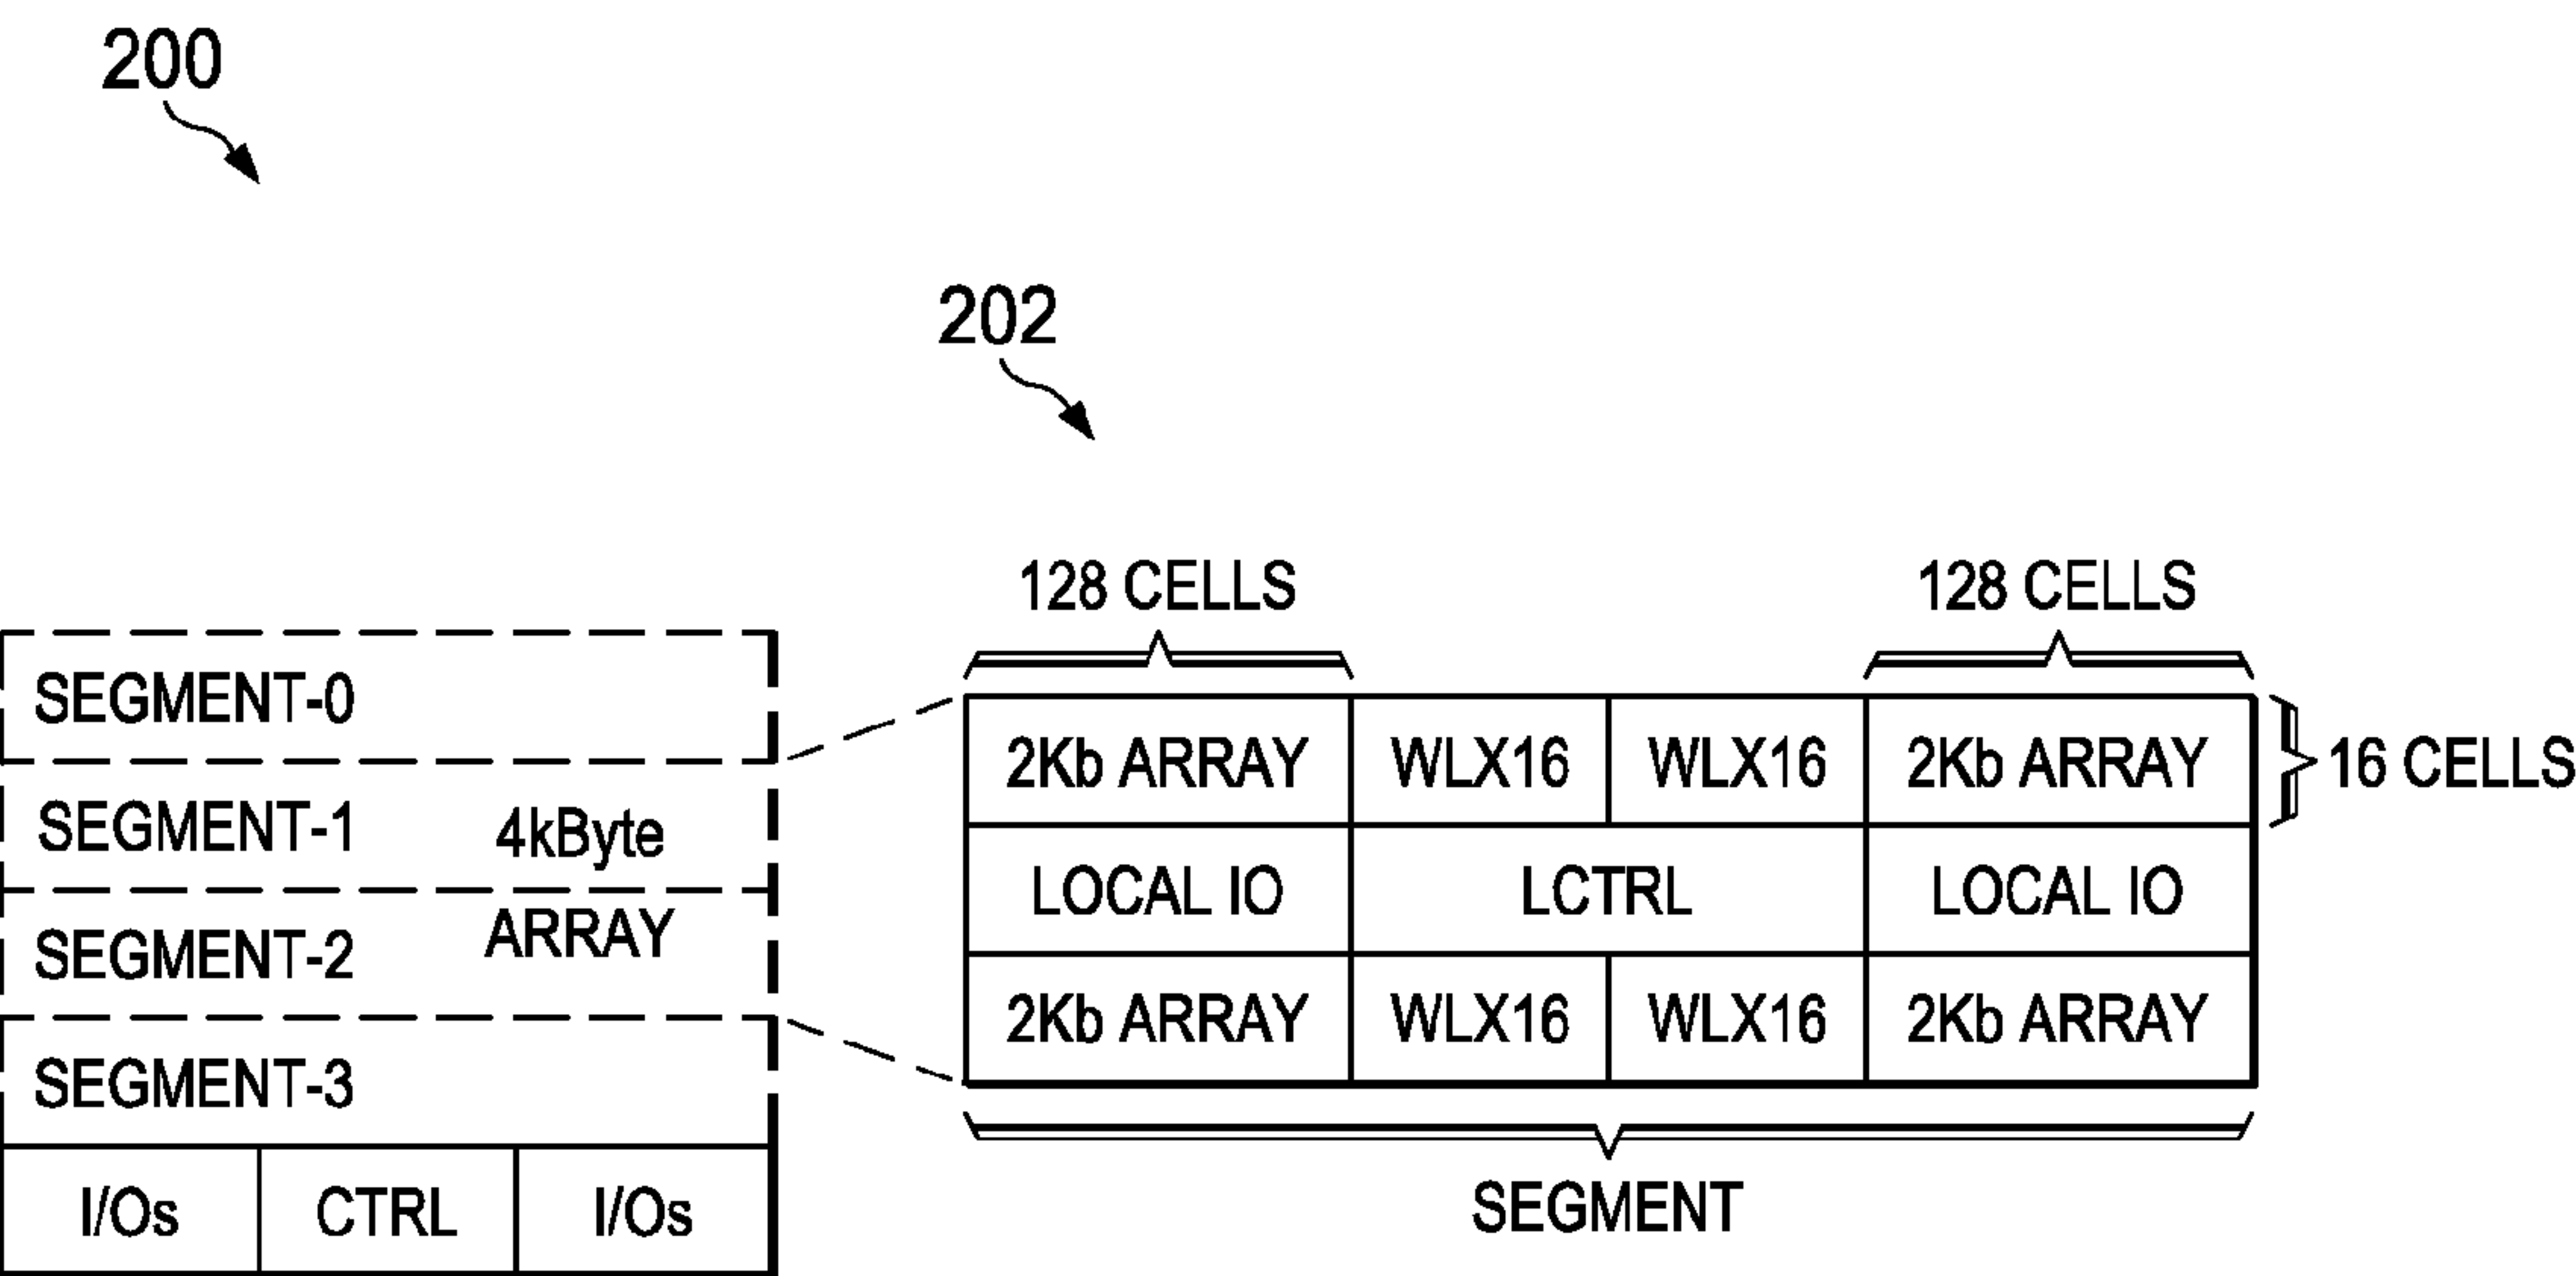 200
202
SEGMENT-0
SEGMENT-1
4kByte
ARRAY
SEGMENT-2
SEGMENT-3
I/Os CTRL I/Os
128 CELLS 128 CELLS
2Kb ARRAY WLX16 WLX16 2Kb ARRAY
16 CELLS
LOCAL IO LCTRL LOCAL IO
2Kb ARRAY WLX16 WLX16 2Kb ARRAY
SEGMENT